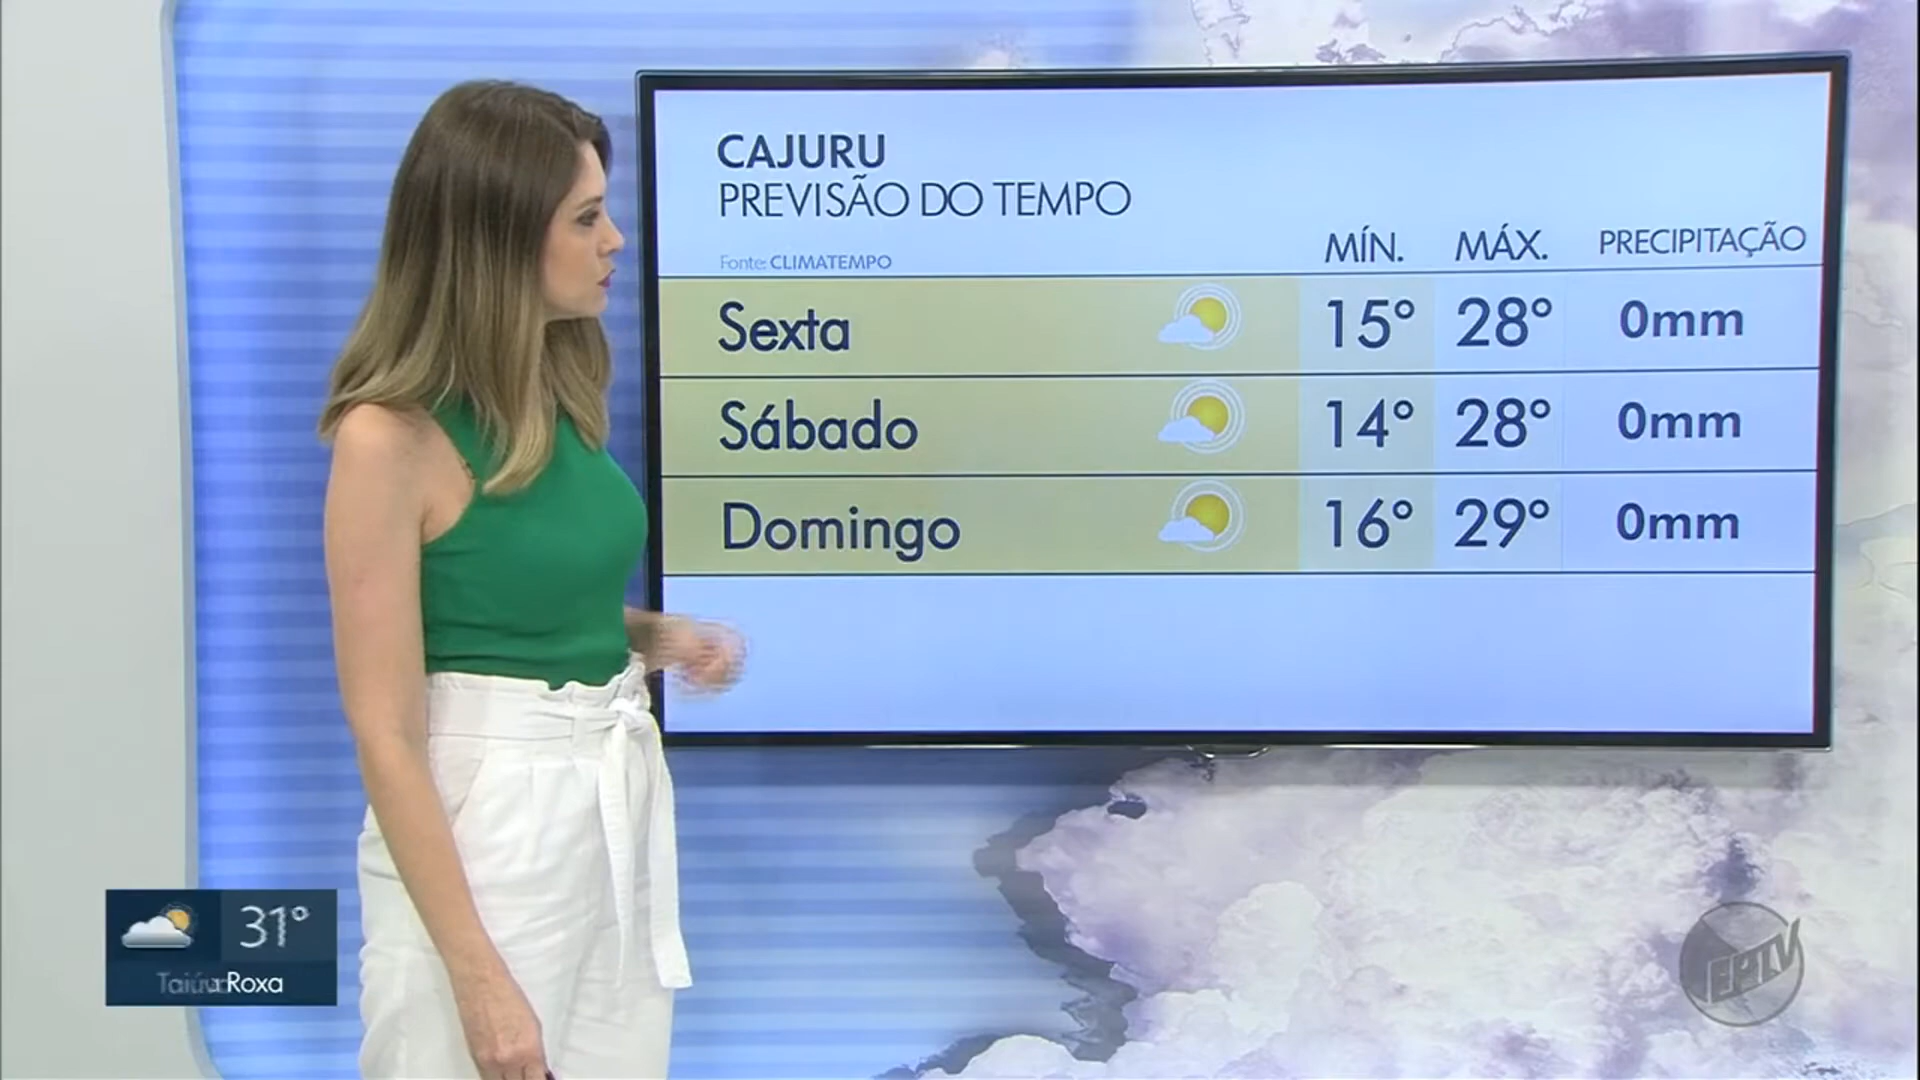 CAJURU
PREVISÃO DO TEMPO
Fonte: CLIMATEMPO
MÍN. MÁX. PRECIPITAÇÃO
Sexta 15° 28° 0mm
Sábado 14° 28° 0mm
Domingo 16° 29° 0mm
31°
Roxa
EPTV